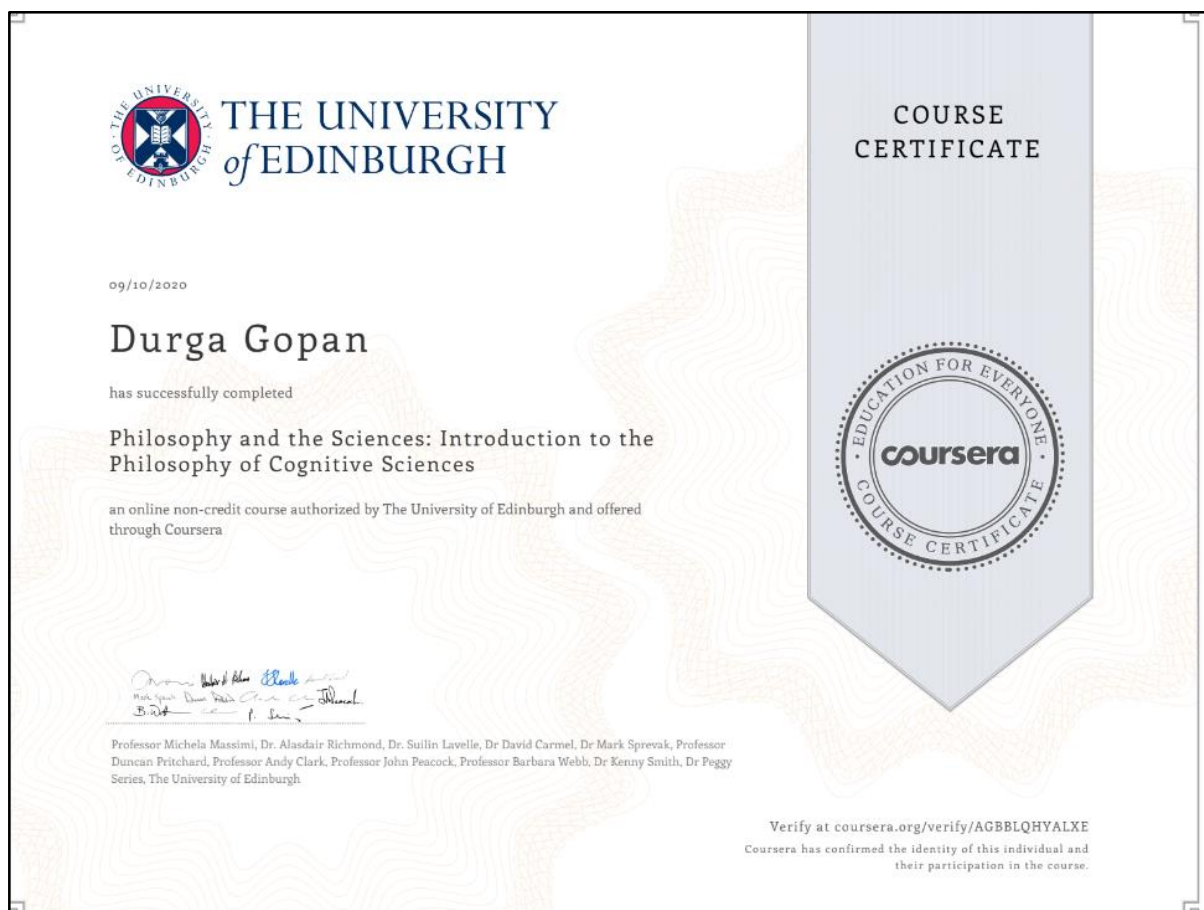 THE UNIVERSITY OF EDINBURGH
THE UNIVERSITY
of EDINBURGH
COURSE
CERTIFICATE
09/10/2020
Durga Gopan
has successfully completed
Philosophy and the Sciences: Introduction to the
Philosophy of Cognitive Sciences
an online non-credit course authorized by The University of Edinburgh and offered
through Coursera
EDUCATION FOR EVERYONE
coursera
COURSE CERTIFICATE
Professor Michela Massimi, Dr. Alasdair Richmond, Dr. Suilin Lavelle, Dr David Carmel, Dr Mark Sprevak, Professor
Duncan Pritchard, Professor Andy Clark, Professor John Peacock, Professor Barbara Webb, Dr Kenny Smith, Dr Peggy
Series, The University of Edinburgh
Verify at coursera.org/verify/AGBBLQHYALXE
Coursera has confirmed the identity of this individual and
their participation in the course.